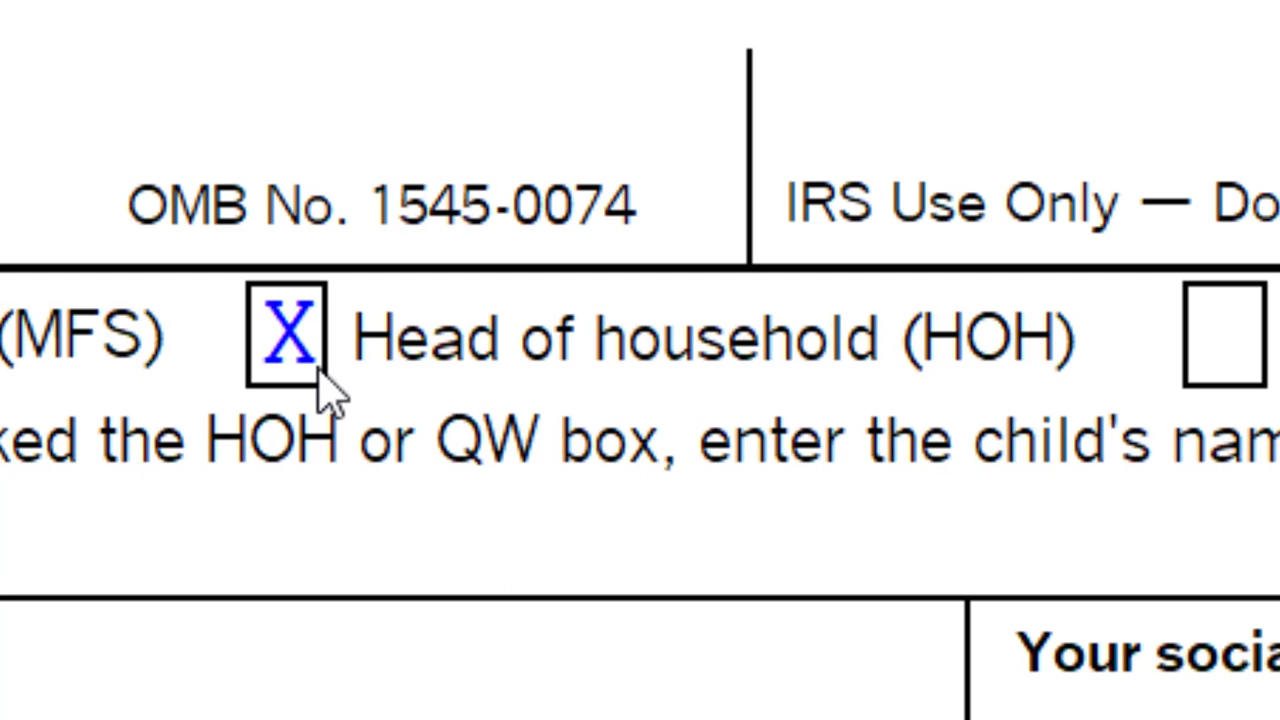 OMB No. 1545-0074 IRS Use Only — Do
(MFS) X Head of household (HOH)
ked the HOH or QW box, enter the child's nam
Your socia